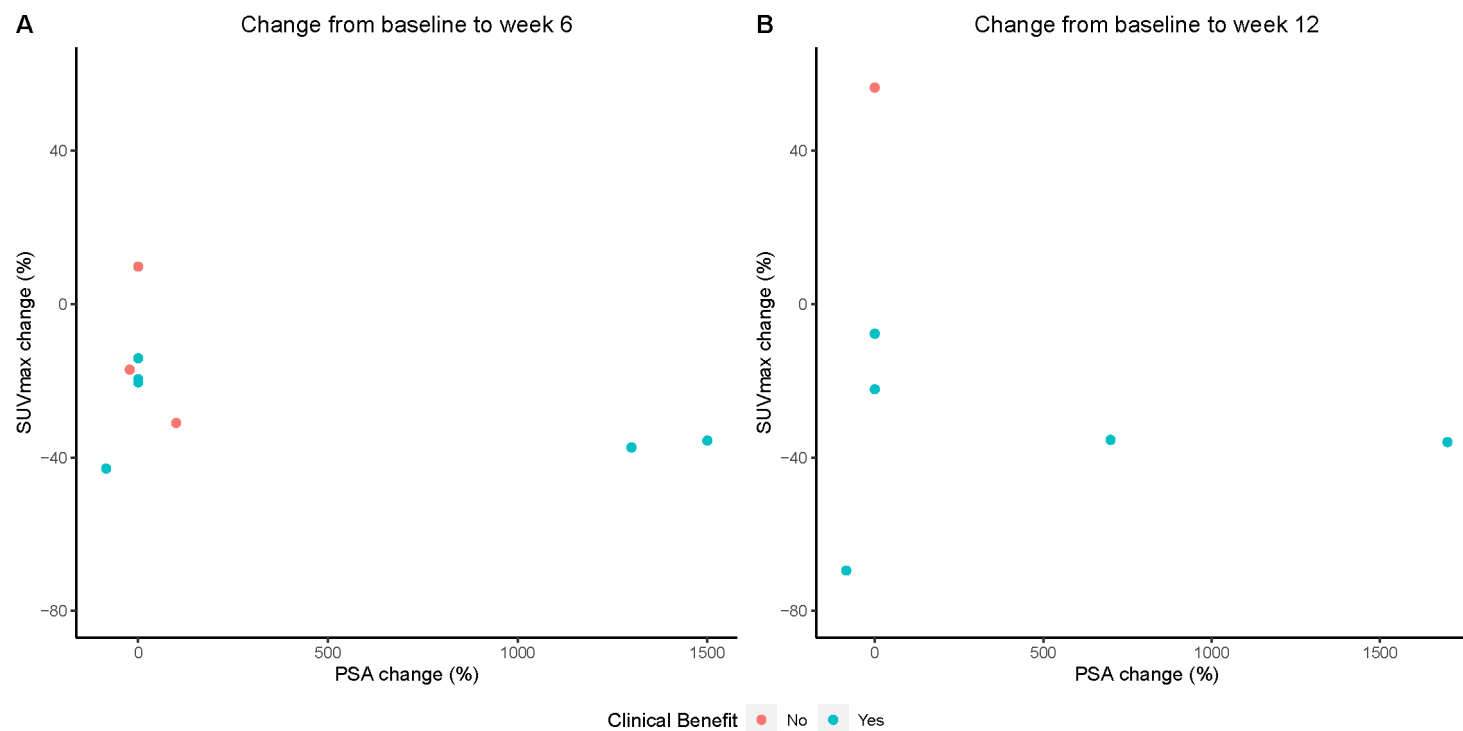 A
Change from baseline to week 6
SUVmax change (%)
40
0
−40
−80
0 500 1000 1500
PSA change (%)
B
Change from baseline to week 12
SUVmax change (%)
40
0
−40
−80
0 500 1000 1500
PSA change (%)
Clinical Benefit No Yes